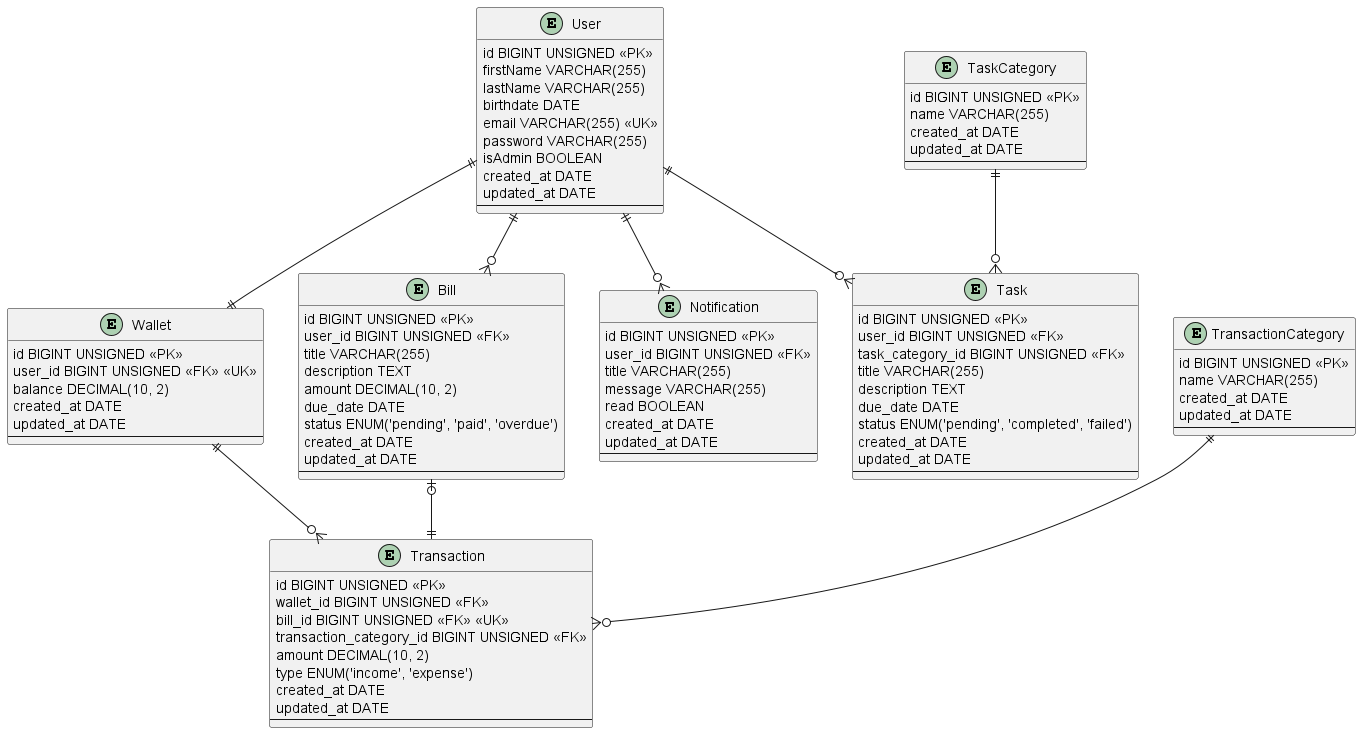 E User
id BIGINT UNSIGNED «PK»
firstName VARCHAR(255)
lastName VARCHAR(255)
birthdate DATE
email VARCHAR(255) «UK»
password VARCHAR(255)
isAdmin BOOLEAN
created_at DATE
updated_at DATE
E TaskCategory
id BIGINT UNSIGNED «PK»
name VARCHAR(255)
created_at DATE
updated_at DATE
E Wallet
id BIGINT UNSIGNED «PK»
user_id BIGINT UNSIGNED «FK» «UK»
balance DECIMAL(10, 2)
created_at DATE
updated_at DATE
E Bill
id BIGINT UNSIGNED «PK»
user_id BIGINT UNSIGNED «FK»
title VARCHAR(255)
description TEXT
amount DECIMAL(10, 2)
due_date DATE
status ENUM('pending', 'paid', 'overdue')
created_at DATE
updated_at DATE
E Notification
id BIGINT UNSIGNED «PK»
user_id BIGINT UNSIGNED «FK»
title VARCHAR(255)
message VARCHAR(255)
read BOOLEAN
created_at DATE
updated_at DATE
E Task
id BIGINT UNSIGNED «PK»
user_id BIGINT UNSIGNED «FK»
task_category_id BIGINT UNSIGNED «FK»
title VARCHAR(255)
description TEXT
due_date DATE
status ENUM('pending', 'completed', 'failed')
created_at DATE
updated_at DATE
E TransactionCategory
id BIGINT UNSIGNED «PK»
name VARCHAR(255)
created_at DATE
updated_at DATE
E Transaction
id BIGINT UNSIGNED «PK»
wallet_id BIGINT UNSIGNED «FK»
bill_id BIGINT UNSIGNED «FK» «UK»
transaction_category_id BIGINT UNSIGNED «FK»
amount DECIMAL(10, 2)
type ENUM('income', 'expense')
created_at DATE
updated_at DATE